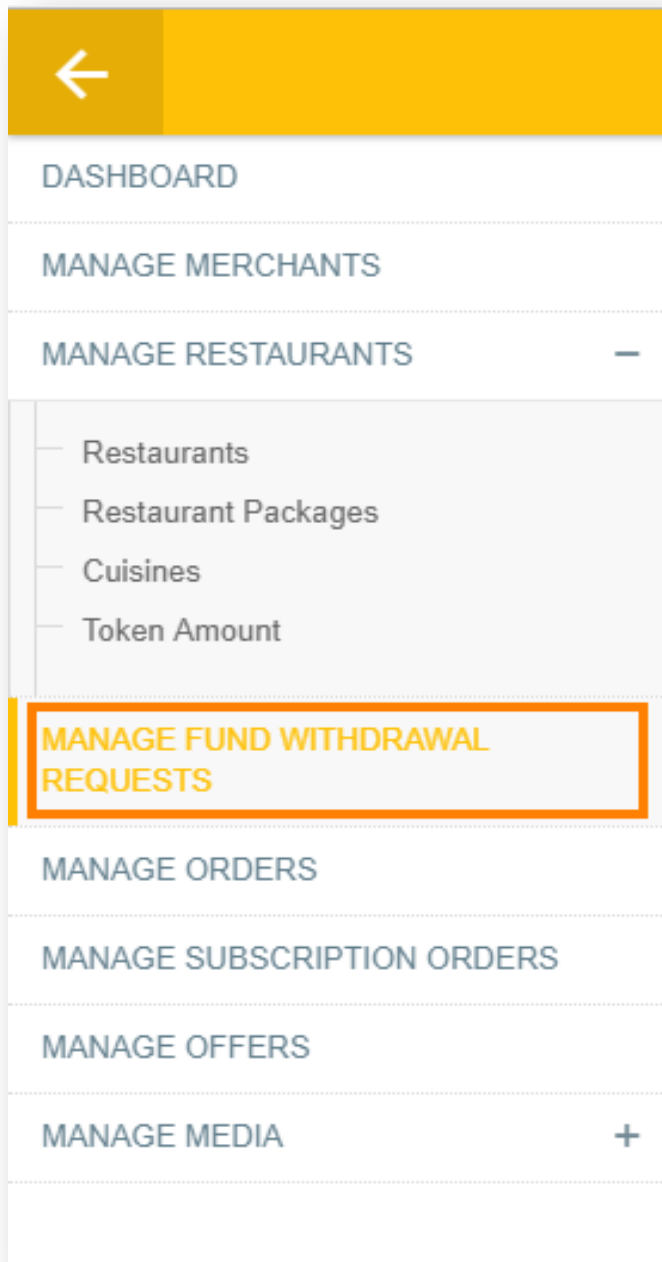 DASHBOARD
MANAGE MERCHANTS
MANAGE RESTAURANTS
Restaurants
Restaurant Packages
Cuisines
Token Amount
MANAGE FUND WITHDRAWAL
REQUESTS
MANAGE ORDERS
MANAGE SUBSCRIPTION ORDERS
MANAGE OFFERS
MANAGE MEDIA